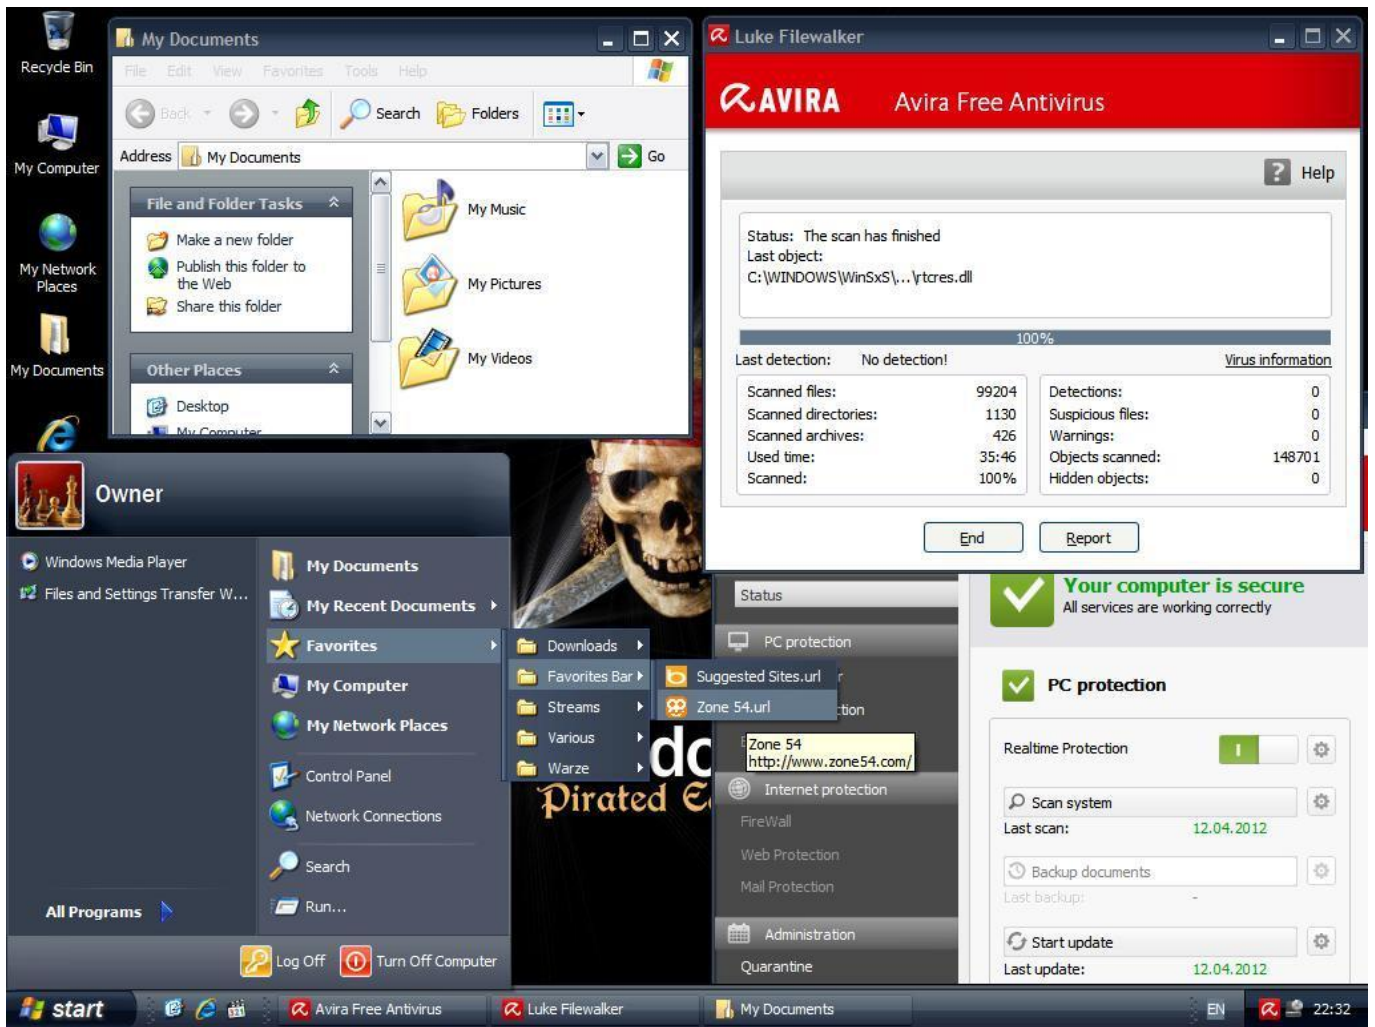 Recycle Bin
My Computer
My Network
Places
My Documents
My Documents
File Edit View Favorites Tools Help
Back
Search
Folders
Address My Documents
Go
File and Folder Tasks
Make a new folder
Publish this folder to
the Web
Share this folder
Other Places
Desktop
My Computer
My Music
My Pictures
My Videos
Luke Filewalker
AVIRA Avira Free Antivirus
? Help
Status: The scan has finished
Last object:
C:\WINDOWS\WinSxS\...\rtcres.dll
100%
Last detection: No detection!
Virus information
Scanned files: 99204
Scanned directories: 1130
Scanned archives: 426
Used time: 35:46
Scanned: 100%
Detections: 0
Suspicious files: 0
Warnings: 0
Objects scanned: 148701
Hidden objects: 0
End
Report
Owner
Windows Media Player
Files and Settings Transfer W...
All Programs
My Documents
My Recent Documents
Favorites
My Computer
My Network Places
Control Panel
Network Connections
Search
Run...
Log Off
Turn Off Computer
Downloads
Favorites Bar
Streams
Various
Warze
Suggested Sites.url
Zone 54.url
Zone 54
http://www.zone54.com/
Pirated
Status
PC protection
Internet protection
FireWall
Web Protection
Mail Protection
Administration
Quarantine
Your computer is secure
All services are working correctly
PC protection
Realtime Protection
Scan system
Last scan: 12.04.2012
Backup documents
Last backup: -
Start update
Last update: 12.04.2012
start
Avira Free Antivirus
Luke Filewalker
My Documents
EN
22:32